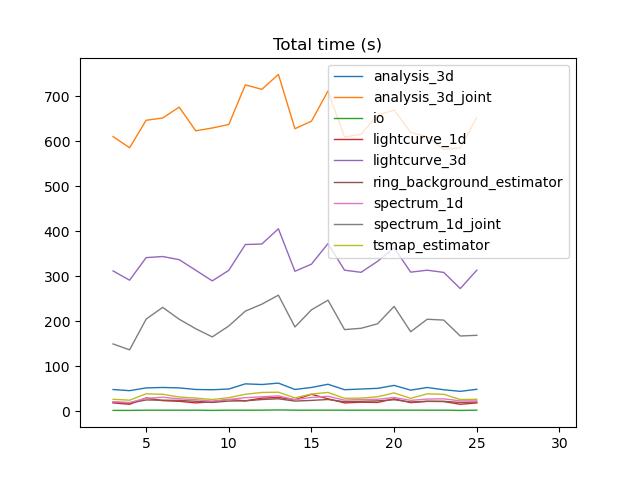 Total time (s)
analysis_3d
analysis_3d_joint
io
lightcurve_1d
lightcurve_3d
ring_background_estimator
spectrum_1d
spectrum_1d_joint
tsmap_estimator
700
600
500
400
300
200
100
0
5 10 15 20 25 30